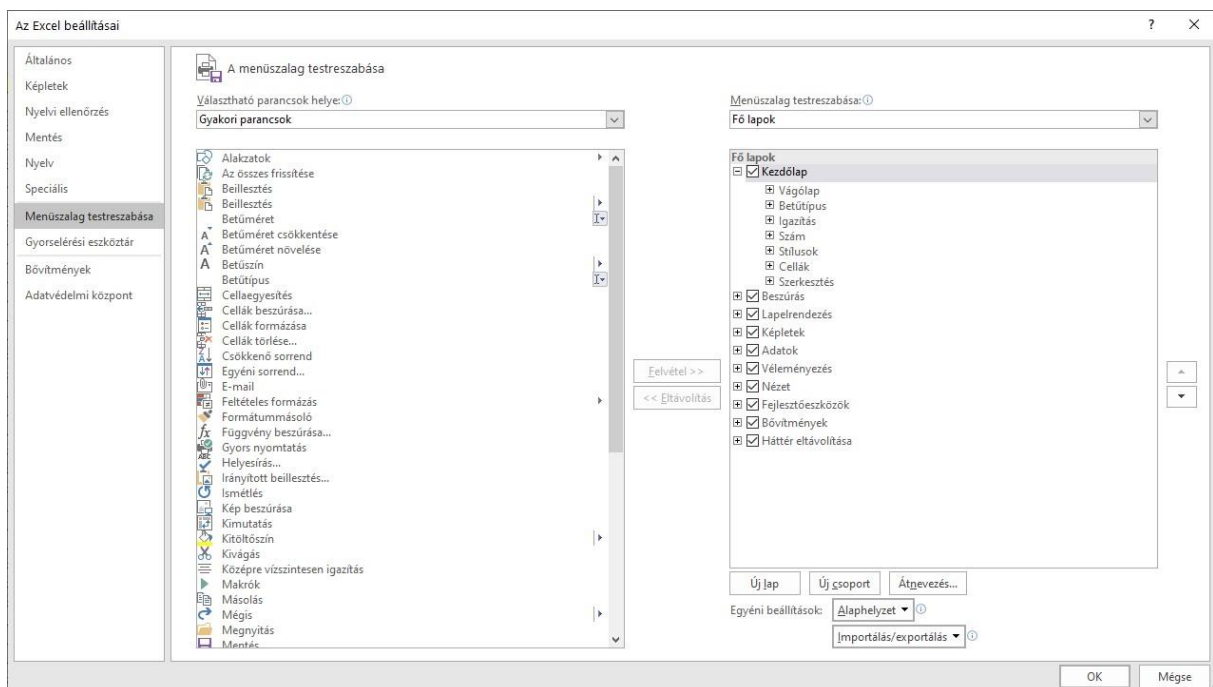 Az Excel beállításai
Általános
Képletek
Nyelvi ellenőrzés
Mentés
Nyelv
Speciális
Menüszalag testreszabása
Gyorselérési eszköztár
Bővítmények
Adatvédelmi központ
A menüszalag testreszabása
Választható parancsok helye:
Gyakori parancsok
Alakzatok
Az összes frissítése
Beillesztés
Beillesztés
Betűméret
Betűméret csökkentése
Betűméret növelése
Betűszín
Betűtípus
Cellaegyesítés
Cellák beszúrása...
Cellák formázása
Cellák törlése...
Csökkenő sorrend
Egyéni sorrend...
E-mail
Feltételes formázás
Formátummásoló
Függvény beszúrása...
Gyors nyomtatás
Helyesírás...
Irányított beillesztés...
Ismétlés
Kép beszúrása
Kimutatás
Kitöltőszín
Kivágás
Középre vízszintesen igazítás
Makrók
Másolás
Mégis
Megnyitás
Mentés
Felvétel >>
<< Eltávolítás
Menüszalag testreszabása:
Fő lapok
Fő lapok
Kezdőlap
Vágólap
Betűtípus
Igazítás
Szám
Stílusok
Cellák
Szerkesztés
Beszúrás
Lapelrendezés
Képletek
Adatok
Véleményezés
Nézet
Fejlesztőeszközök
Bővítmények
Háttér eltávolítása
Új lap Új csoport Átnevezés...
Egyéni beállítások: Alaphelyzet
Importálás/exportálás
OK Mégse